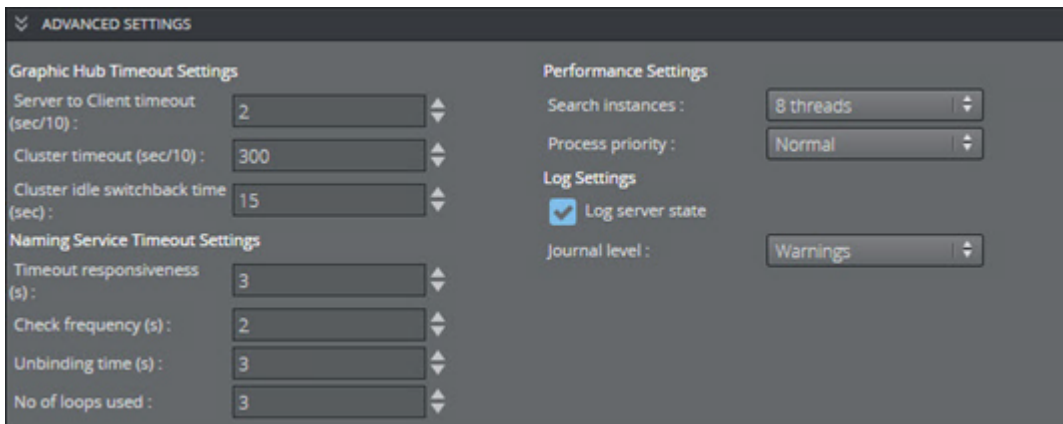 ADVANCED SETTINGS
Graphic Hub Timeout Settings
Server to Client timeout
(sec/10) :
2
Cluster timeout (sec/10) :
300
Cluster idle switchback time
(sec) :
15
Naming Service Timeout Settings
Timeout responsiveness
(s) :
3
Check frequency (s) :
2
Unbinding time (s) :
3
No of loops used :
3
Performance Settings
Search instances :
8 threads
Process priority :
Normal
Log Settings
Log server state
Journal level :
Warnings